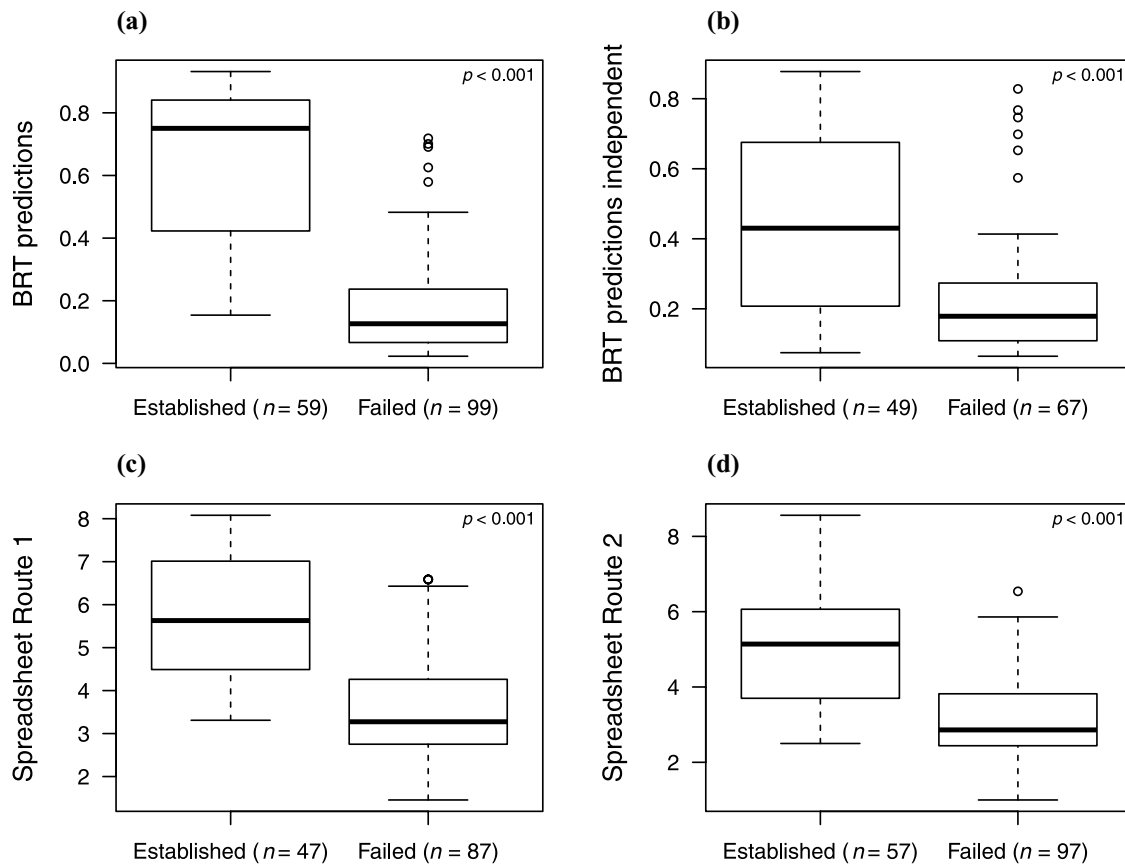 (a)
p < 0.001
BRT predictions
0.8
0.6
0.4
0.2
0.0
Established (n = 59) Failed (n = 99)
(b)
p < 0.001
BRT predictions independent
0.8
0.6
0.4
0.2
Established (n = 49) Failed (n = 67)
(c)
p < 0.001
Spreadsheet Route 1
8
7
6
5
4
3
2
Established (n = 47) Failed (n = 87)
(d)
p < 0.001
Spreadsheet Route 2
8
6
4
2
Established (n = 57) Failed (n = 97)